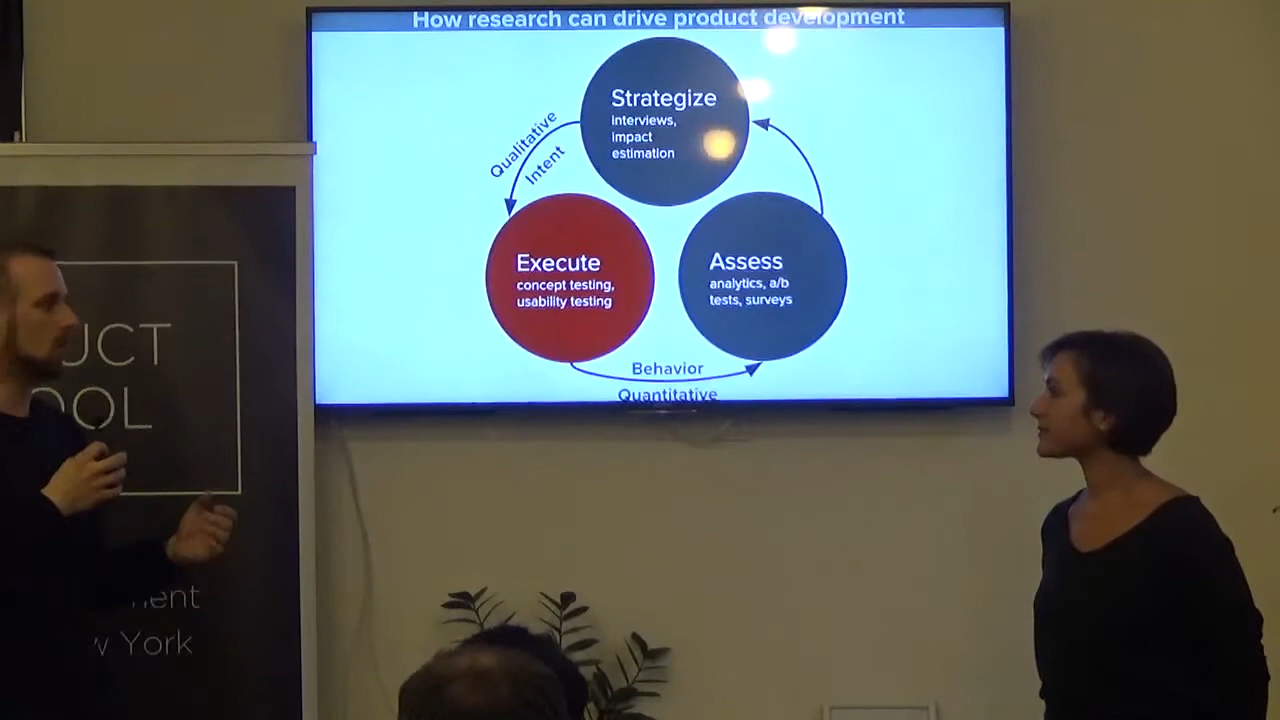 How research can drive product development
Strategize
interviews,
impact
estimation
Qualitative
Intent
Execute
concept testing,
usability testing
Assess
analytics, a/b
tests, surveys
Behavior
Quantitative
UCT
OOL
ment
w York